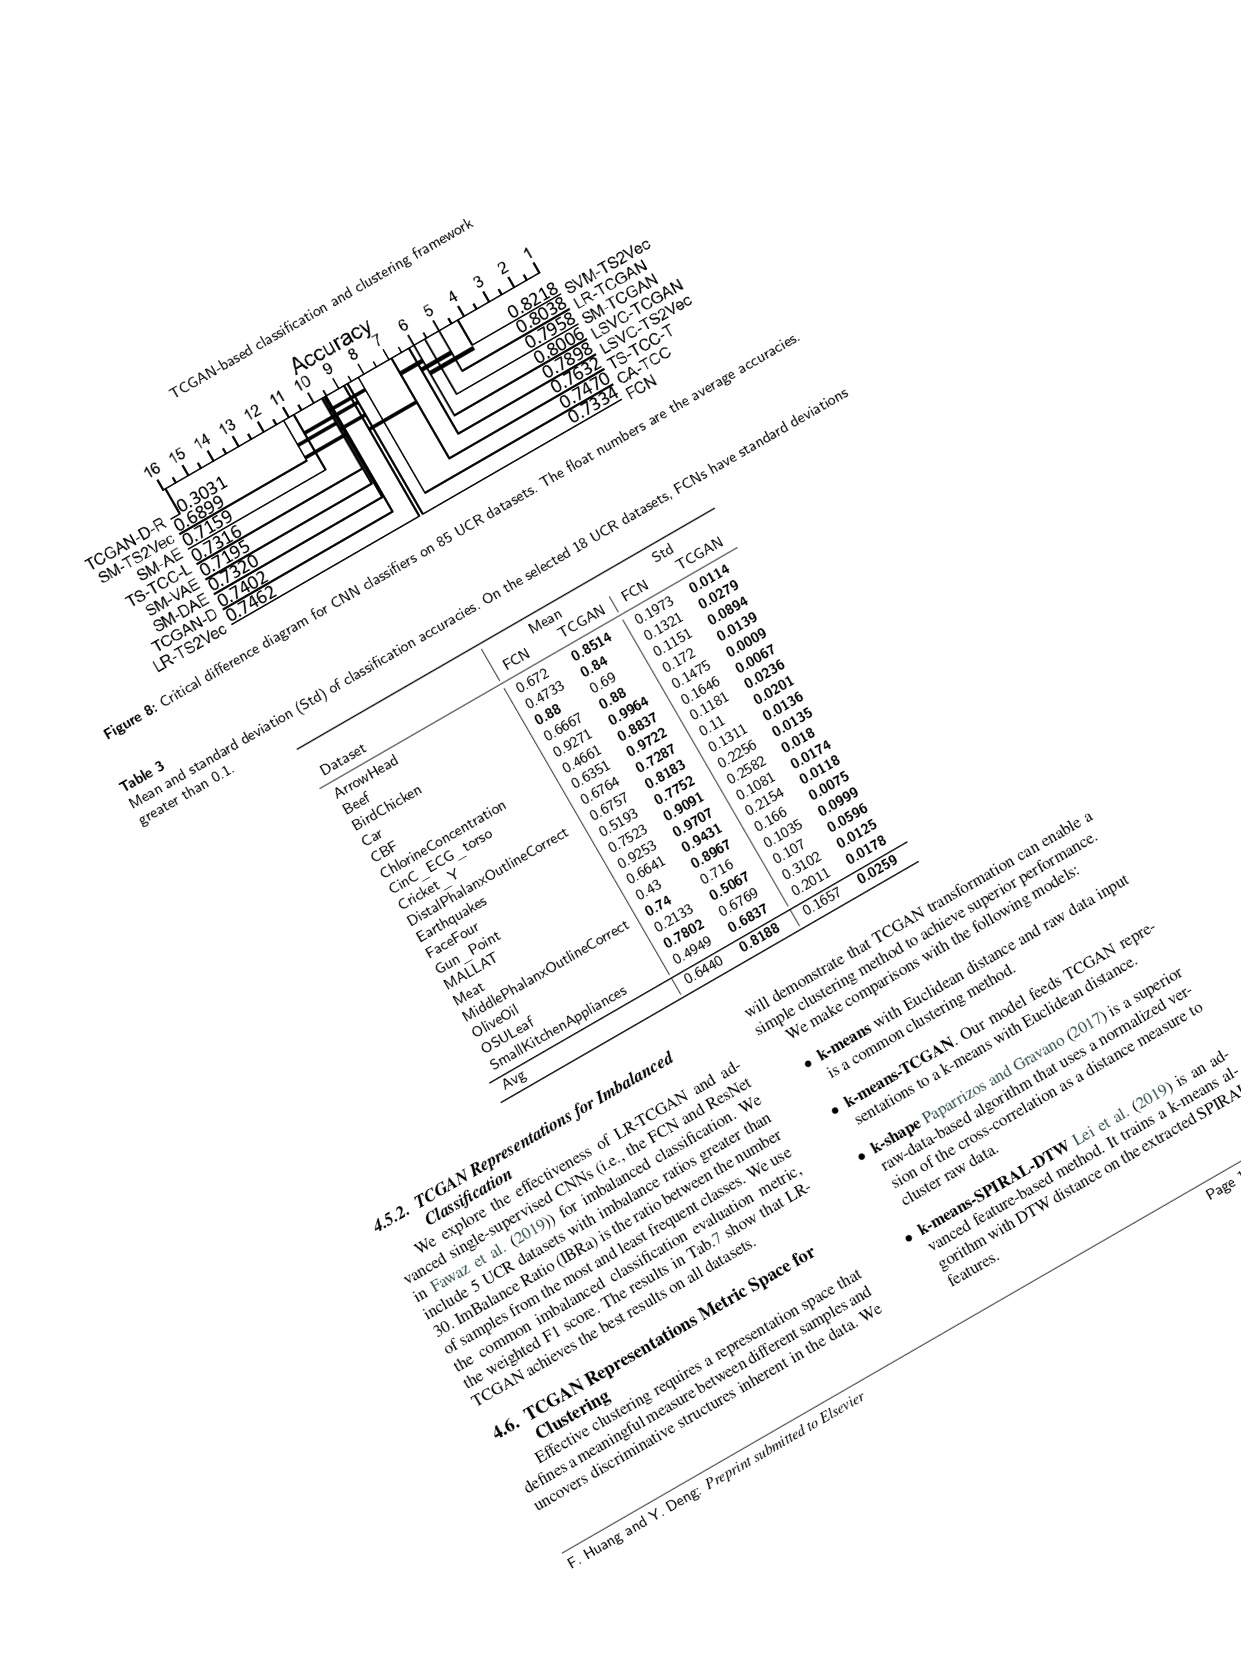 TCGAN-based classification and clustering framework
Accuracy
16 15 14 13 12 11 10 9 8 7 6 5 4 3 2 1
0.3031 TCGAN-D-R
0.6899 SM-TS2Vec
0.7159 SM-AE
0.7316 TS-TCC-L
0.7195 SM-VAE
0.7320 SM-DAE
0.7402 TCGAN-D
0.7462 LR-TS2Vec
0.8218 SVM-TS2Vec
0.8038 LR-TCGAN
0.7958 SM-TCGAN
0.8006 LSVC-TCGAN
0.7898 LSVC-TS2Vec
0.7632 TS-TCC-T
0.7470 CA-TCC
0.7334 FCN
Figure 8: Critical difference diagram for CNN classifiers on 85 UCR datasets. The float numbers are the average accuracies.
Table 3
Mean and standard deviation (Std) of classification accuracies. On the selected 18 UCR datasets, FCNs have standard deviations
greater than 0.1.
Mean Std
Dataset FCN TCGAN FCN TCGAN
ArrowHead 0.672 0.8514 0.1973 0.0114
Beef 0.4733 0.84 0.1321 0.0279
BirdChicken 0.88 0.69 0.1151 0.0894
Car 0.6667 0.88 0.172 0.0139
CBF 0.9271 0.9964 0.1475 0.0009
ChlorineConcentration 0.4661 0.8837 0.1646 0.0067
CinC_ECG_torso 0.6351 0.9722 0.1181 0.0236
Cricket_Y 0.6764 0.7287 0.11 0.0201
DistalPhalanxOutlineCorrect 0.6757 0.8183 0.1311 0.0136
Earthquakes 0.5193 0.7752 0.2256 0.0135
FaceFour 0.7523 0.9091 0.2582 0.018
Gun_Point 0.9253 0.9707 0.1081 0.0174
MALLAT 0.6641 0.9431 0.2154 0.0118
Meat 0.43 0.8967 0.166 0.0075
MiddlePhalanxOutlineCorrect 0.74 0.716 0.1035 0.0999
OliveOil 0.2133 0.5067 0.107 0.0596
OSULeaf 0.7802 0.6769 0.3102 0.0125
SmallKitchenAppliances 0.4949 0.6837 0.2011 0.0178
Avg 0.6440 0.8188 0.1657 0.0259
4.5.2. TCGAN Representations for Imbalanced
Classification
We explore the effectiveness of LR-TCGAN and ad-
vanced single-supervised CNNs (i.e., the FCN and ResNet
in Fawaz et al. (2019)) for imbalanced classification. We
include 5 UCR datasets with imbalance ratios greater than
30. ImBalance Ratio (IBRa) is the ratio between the number
of samples from the most and least frequent classes. We use
the common imbalanced classification evaluation metric,
the weighted F1 score. The results in Tab.7 show that LR-
TCGAN achieves the best results on all datasets.
4.6. TCGAN Representations Metric Space for
Clustering
Effective clustering requires a representation space that
defines a meaningful measure between different samples and
uncovers discriminative structures inherent in the data. We
will demonstrate that TCGAN transformation can enable a
simple clustering method to achieve superior performance.
We make comparisons with the following models:
• k-means with Euclidean distance and raw data input
is a common clustering method.
• k-means-TCGAN. Our model feeds TCGAN repre-
sentations to a k-means with Euclidean distance.
• k-shape Paparrizos and Gravano (2017) is a superior
raw-data-based algorithm that uses a normalized ver-
sion of the cross-correlation as a distance measure to
cluster raw data.
• k-means-SPIRAL-DTW Lei et al. (2019) is an ad-
vanced feature-based method. It trains a k-means al-
gorithm with DTW distance on the extracted SPIRAL
features.
F. Huang and Y. Deng: Preprint submitted to Elsevier
Page